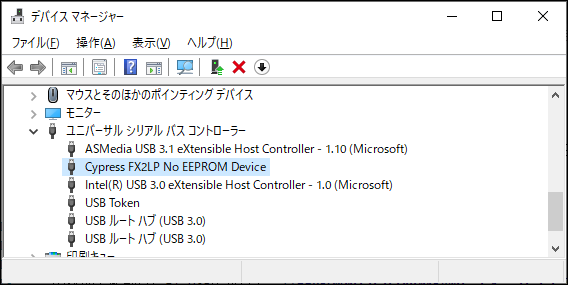 デバイス マネージャー
ファイル(F) 操作(A) 表示(V) ヘルプ(H)
マウスとそのほかのポインティング デバイス
モニター
ユニバーサル シリアル バス コントローラー
ASMedia USB 3.1 eXtensible Host Controller - 1.10 (Microsoft)
Cypress FX2LP No EEPROM Device
Intel(R) USB 3.0 eXtensible Host Controller - 1.0 (Microsoft)
USB Token
USB ルート ハブ (USB 3.0)
USB ルート ハブ (USB 3.0)
印刷キュー